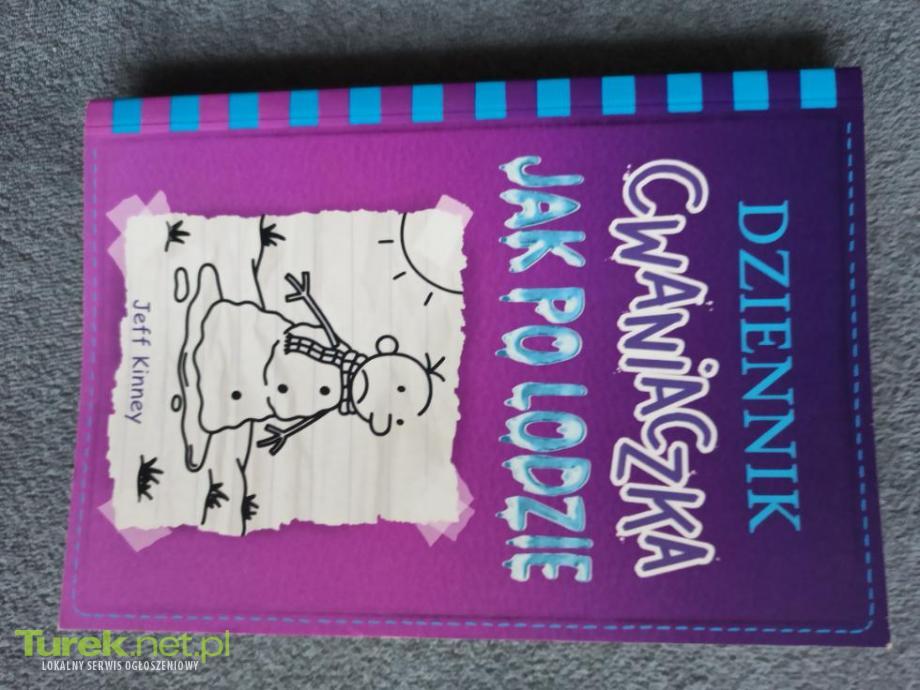 DZIENNIK
CWANIACZKA
JAK PO LODZIE
Jeff Kinney
Turek.net.pl
LOKALNY SERWIS OGŁOSZENIOWY